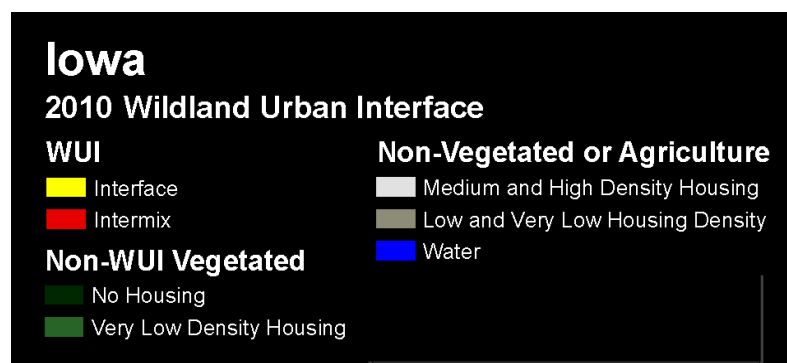 Iowa
2010 Wildland Urban Interface
WUI
Interface
Intermix
Non-WUI Vegetated
No Housing
Very Low Density Housing
Non-Vegetated or Agriculture
Medium and High Density Housing
Low and Very Low Housing Density
Water